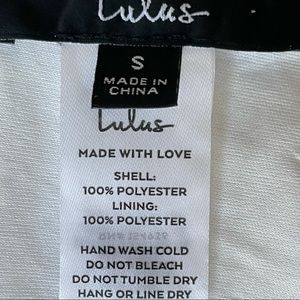 Lulus
S
MADE IN
CHINA
Lulus
MADE WITH LOVE
SHELL:
100% POLYESTER
LINING:
100% POLYESTER
HAND WASH COLD
DO NOT BLEACH
DO NOT TUMBLE DRY
HANG OR LINE DRY